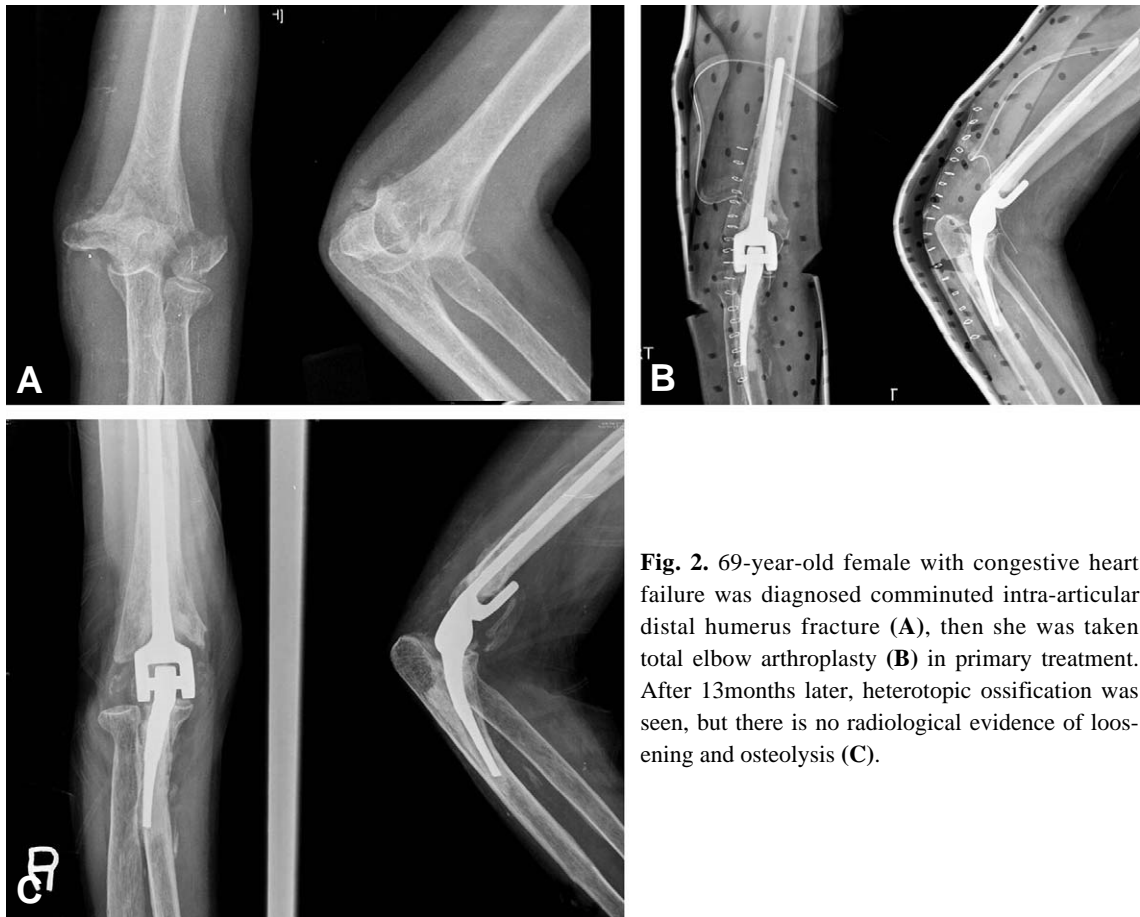 A
B
RT
C
Fig. 2. 69-year-old female with congestive heart
failure was diagnosed comminuted intra-articular
distal humerus fracture (A), then she was taken
total elbow arthroplasty (B) in primary treatment.
After 13months later, heterotopic ossification was
seen, but there is no radiological evidence of loos-
ening and osteolysis (C).